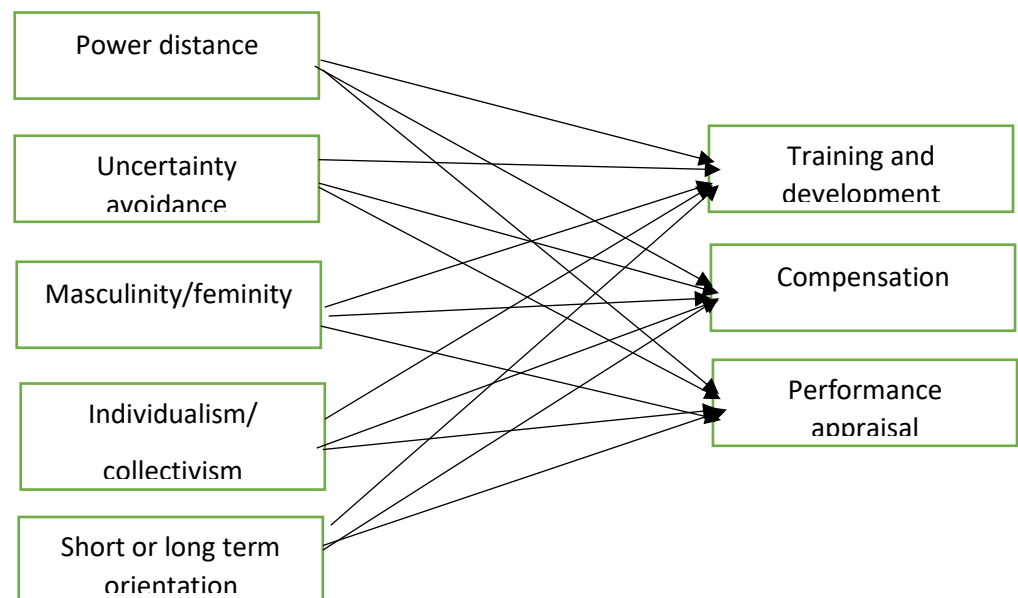 Power distance
Uncertainty
avoidance
Masculinity/feminity
Individualism/
collectivism
Short or long term
orientation
Training and
development
Compensation
Performance
appraisal